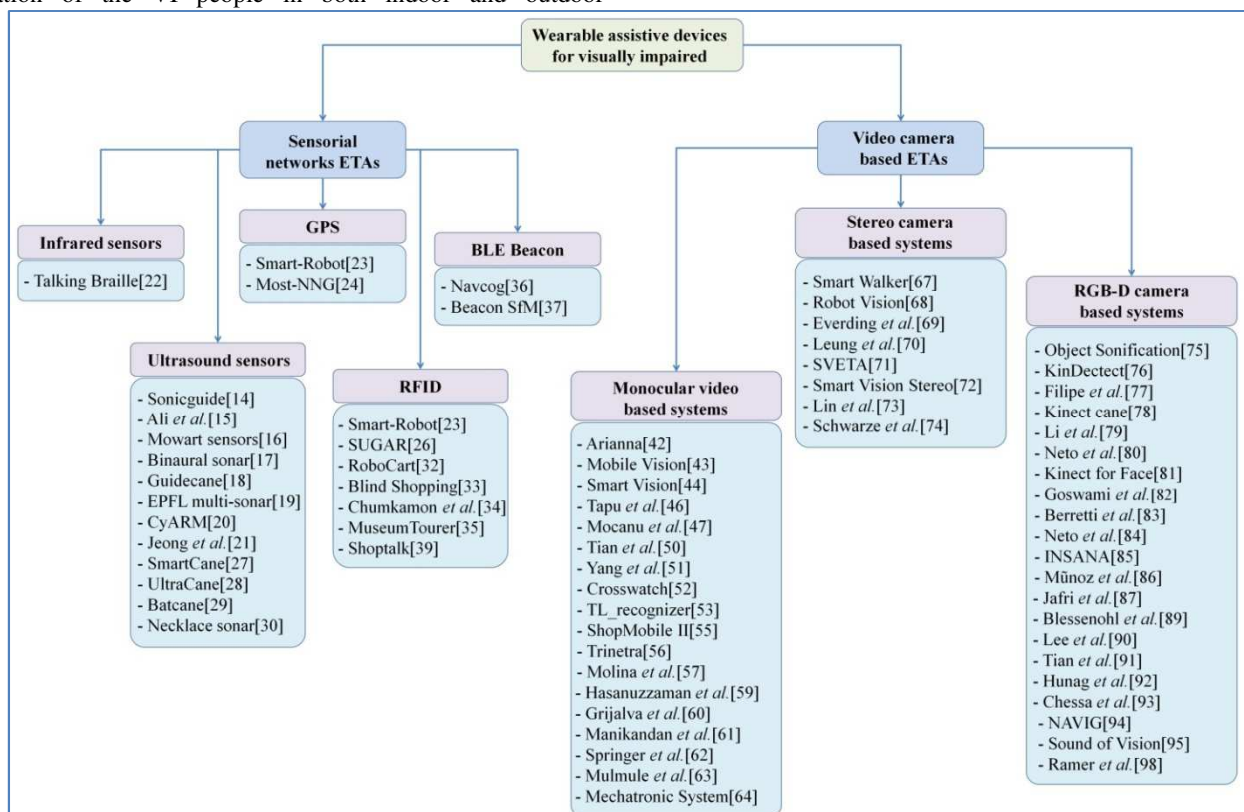 ation of the VI people in both indoor and outdoor
Wearable assistive devices
for visually impaired
Sensorial
networks ETAs
Video camera
based ETAs
Infrared sensors
- Talking Braille[22]
GPS
- Smart-Robot[23]
- Most-NNG[24]
BLE Beacon
- Navcog[36]
- Beacon SfM[37]
Ultrasound sensors
- Sonicguide[14]
- Ali et al.[15]
- Mowart sensors[16]
- Binaural sonar[17]
- Guidecane[18]
- EPFL multi-sonar[19]
- CyARM[20]
- Jeong et al.[21]
- SmartCane[27]
- UltraCane[28]
- Batcane[29]
- Necklace sonar[30]
RFID
- Smart-Robot[23]
- SUGAR[26]
- RoboCart[32]
- Blind Shopping[33]
- Chumkamon et al.[34]
- MuseumTourer[35]
- Shoptalk[39]
Monocular video
based systems
- Arianna[42]
- Mobile Vision[43]
- Smart Vision[44]
- Tapu et al.[46]
- Mocanu et al.[47]
- Tian et al.[50]
- Yang et al.[51]
- Crosswatch[52]
- TL_recognizer[53]
- ShopMobile II[55]
- Trinetra[56]
- Molina et al.[57]
- Hasanuzzaman et al.[59]
- Grijalva et al.[60]
- Manikandan et al.[61]
- Springer et al.[62]
- Mulmule et al.[63]
- Mechatronic System[64]
Stereo camera
based systems
- Smart Walker[67]
- Robot Vision[68]
- Everding et al.[69]
- Leung et al.[70]
- SVETA[71]
- Smart Vision Stereo[72]
- Lin et al.[73]
- Schwarze et al.[74]
RGB-D camera
based systems
- Object Sonification[75]
- KinDectect[76]
- Filipe et al.[77]
- Kinect cane[78]
- Li et al.[79]
- Neto et al.[80]
- Kinect for Face[81]
- Goswami et al.[82]
- Berretti et al.[83]
- Neto et al.[84]
- INSANA[85]
- Mũnoz et al.[86]
- Jafri et al.[87]
- Blessenohl et al.[89]
- Lee et al.[90]
- Tian et al.[91]
- Hunag et al.[92]
- Chessa et al.[93]
- NAVIG[94]
- Sound of Vision[95]
- Ramer et al.[98]